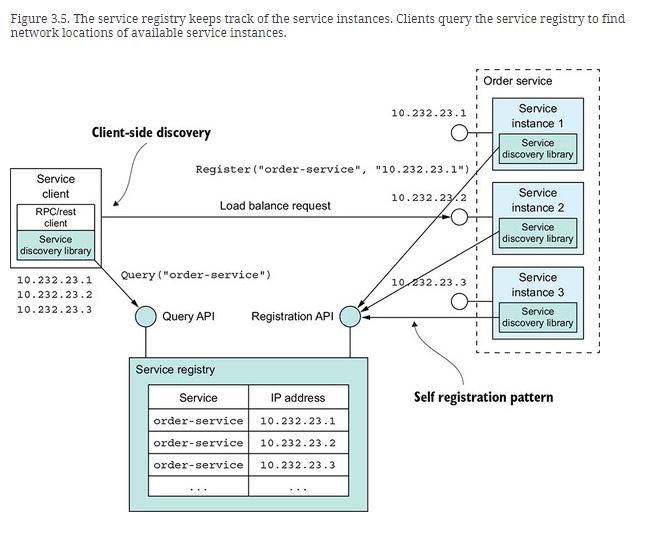 Figure 3.5. The service registry keeps track of the service instances. Clients query the service registry to find
network locations of available service instances.
Order service
10.232.23.1
Service
instance 1
Service
discovery library
Client-side discovery
Register("order-service", "10.232.23.1")
Service
client
RPC/rest
client
Service
discovery library
10.232.23.1
10.232.23.2
10.232.23.3
Load balance request
10.232.23.2
Service
instance 2
Service
discovery library
Query("order-service")
10.232.23.3
Service
instance 3
Service
discovery library
Query API
Registration API
Self registration pattern
Service registry
Service IP address
order-service 10.232.23.1
order-service 10.232.23.2
order-service 10.232.23.3
... ...